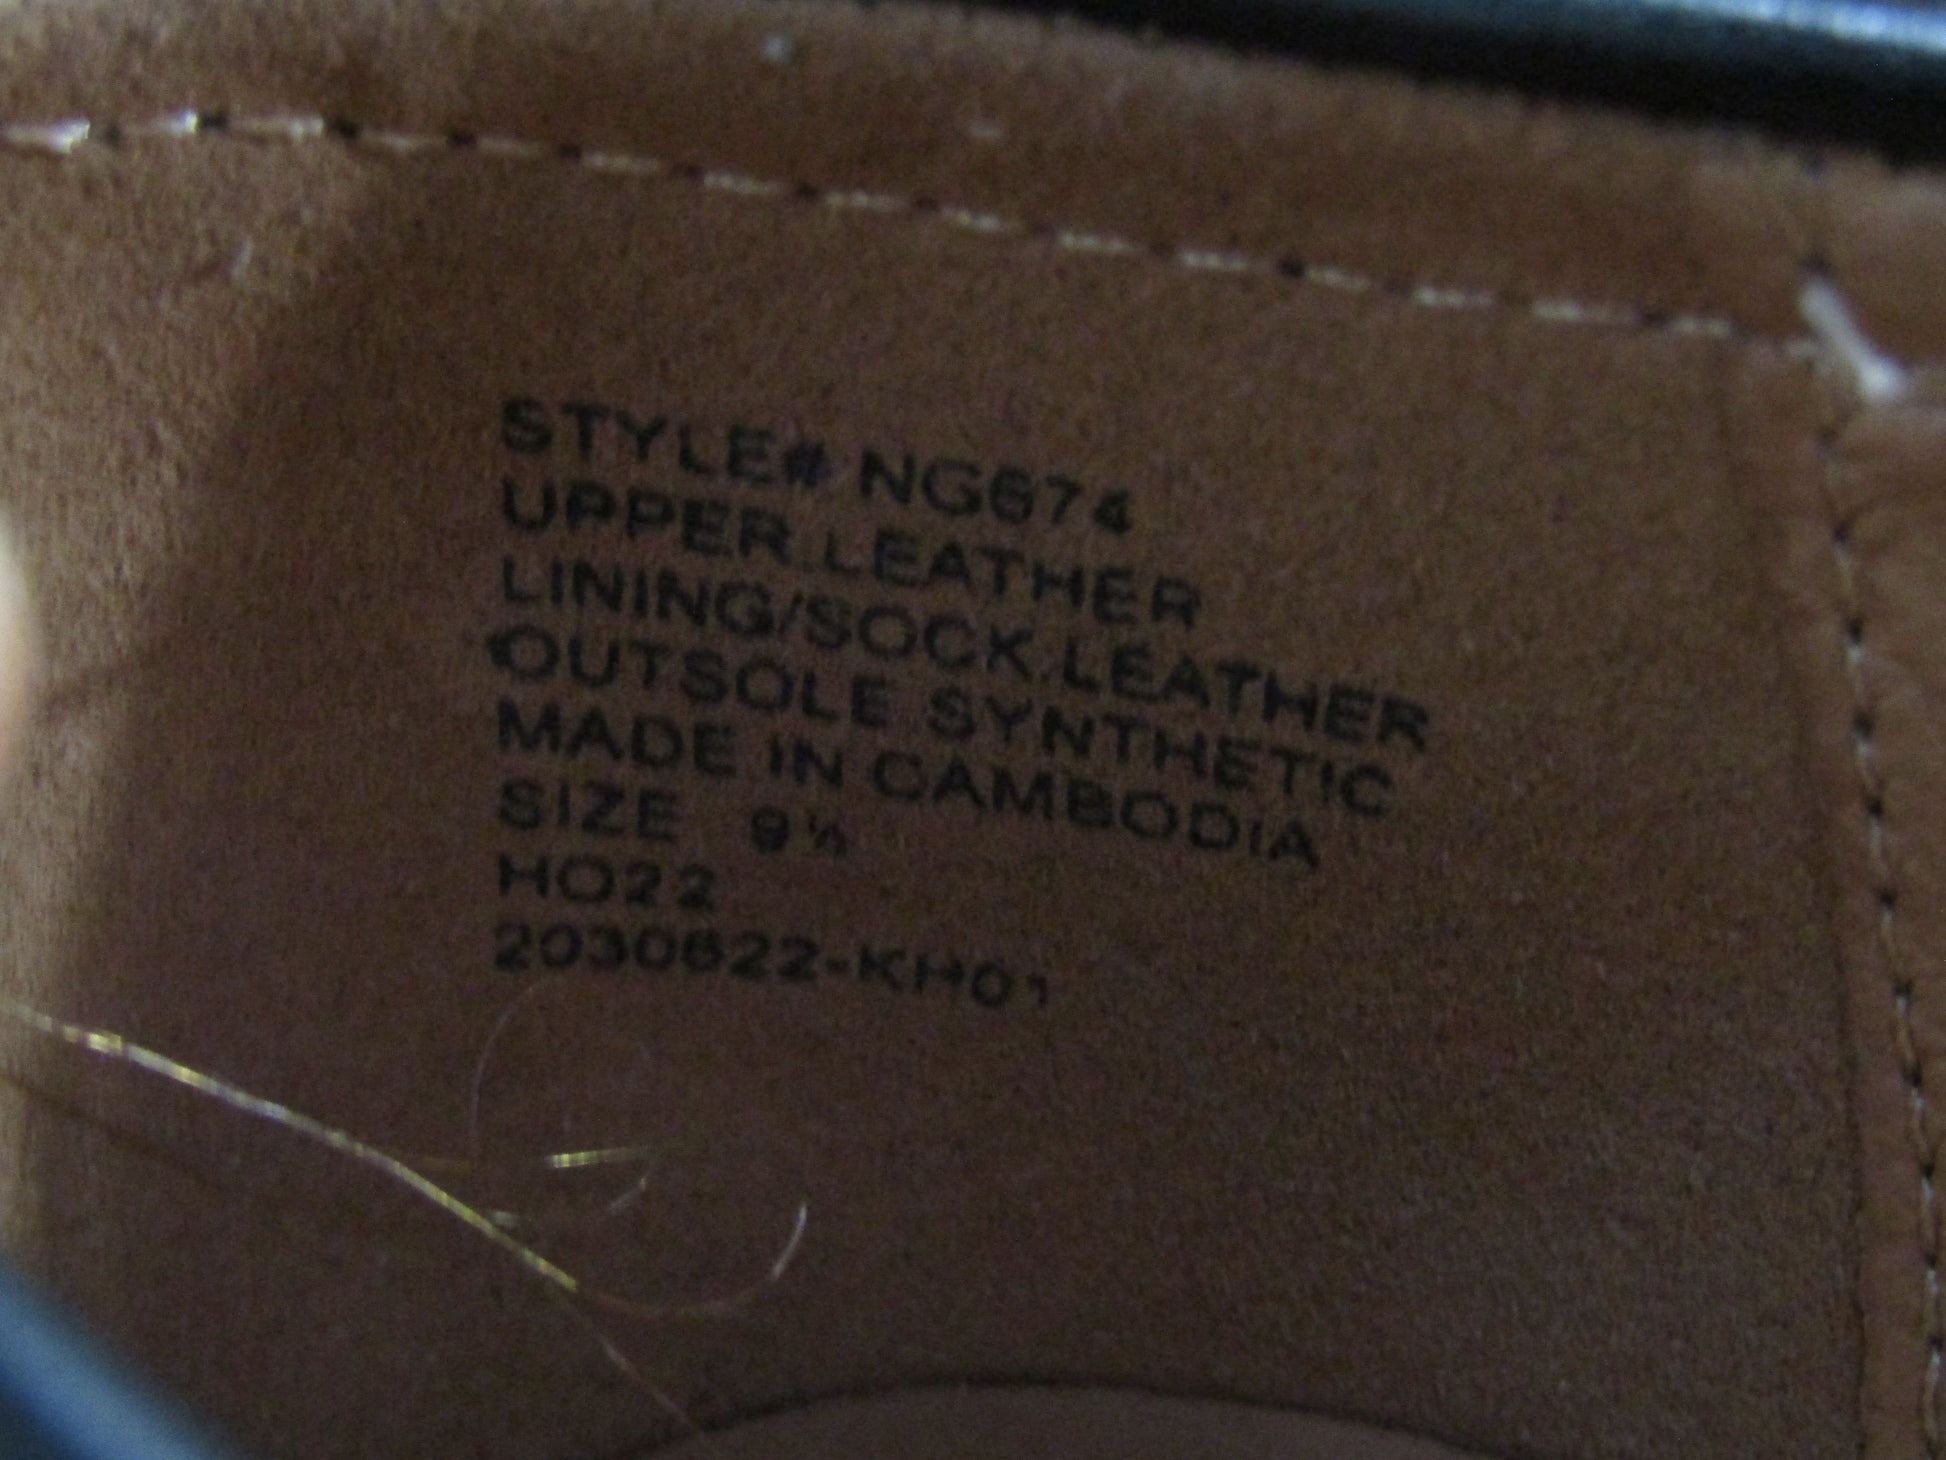 STYLE# NG674
UPPER LEATHER
LINING/SOCK LEATHER
OUTSOLE SYNTHETIC
MADE IN CAMBODIA
SIZE 9½
HO22
2030622-KH01